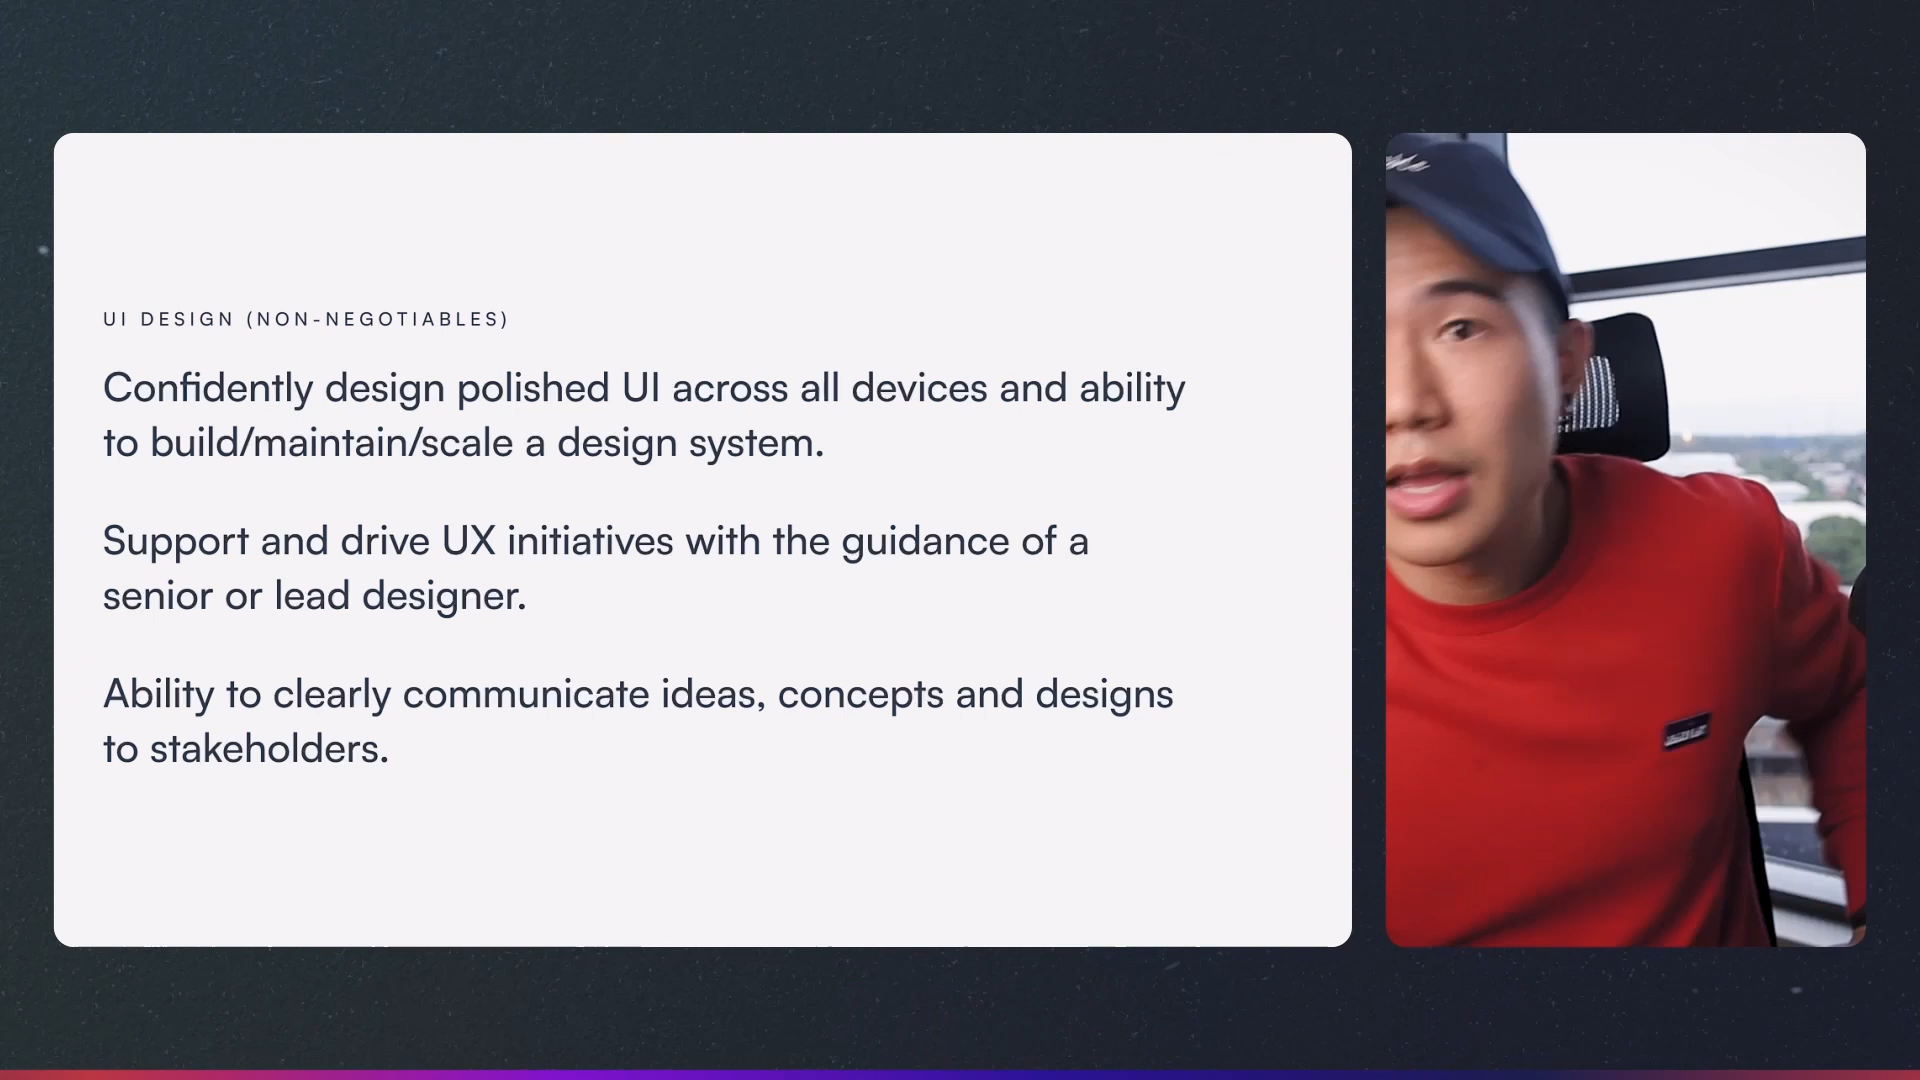 UI DESIGN (NON-NEGOTIABLES)
Confidently design polished UI across all devices and ability
to build/maintain/scale a design system.
Support and drive UX initiatives with the guidance of a
senior or lead designer.
Ability to clearly communicate ideas, concepts and designs
to stakeholders.